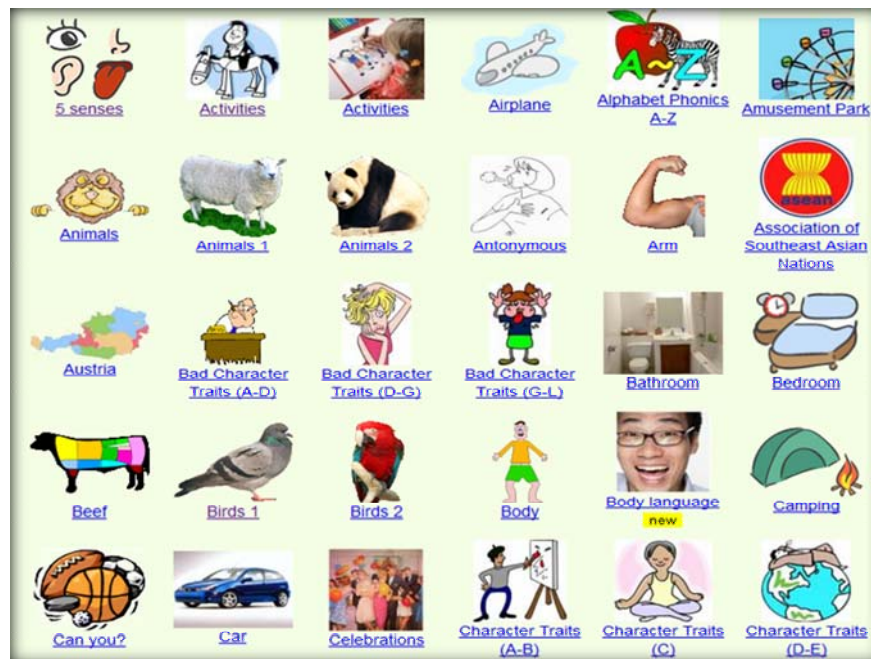 5 senses
Activities
Activities
Airplane
A~Z
Alphabet Phonics
A-Z
Amusement Park
Animals
Animals 1
Animals 2
Antonymous
Arm
asean
Association of
Southeast Asian
Nations
Austria
Bad Character
Traits (A-D)
Bad Character
Traits (D-G)
Bad Character
Traits (G-L)
Bathroom
Bedroom
Beef
Birds 1
Birds 2
Body
Body language
new
Camping
Can you?
Car
Celebrations
Character Traits
(A-B)
Character Traits
(C)
Character Traits
(D-E)